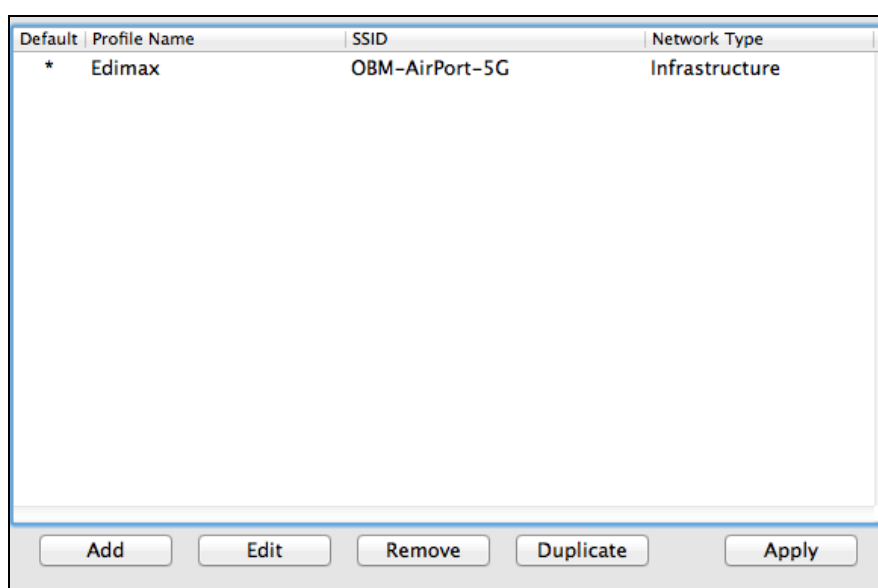 Default Profile Name SSID Network Type
* Edimax OBM-AirPort-5G Infrastructure
Add Edit Remove Duplicate Apply